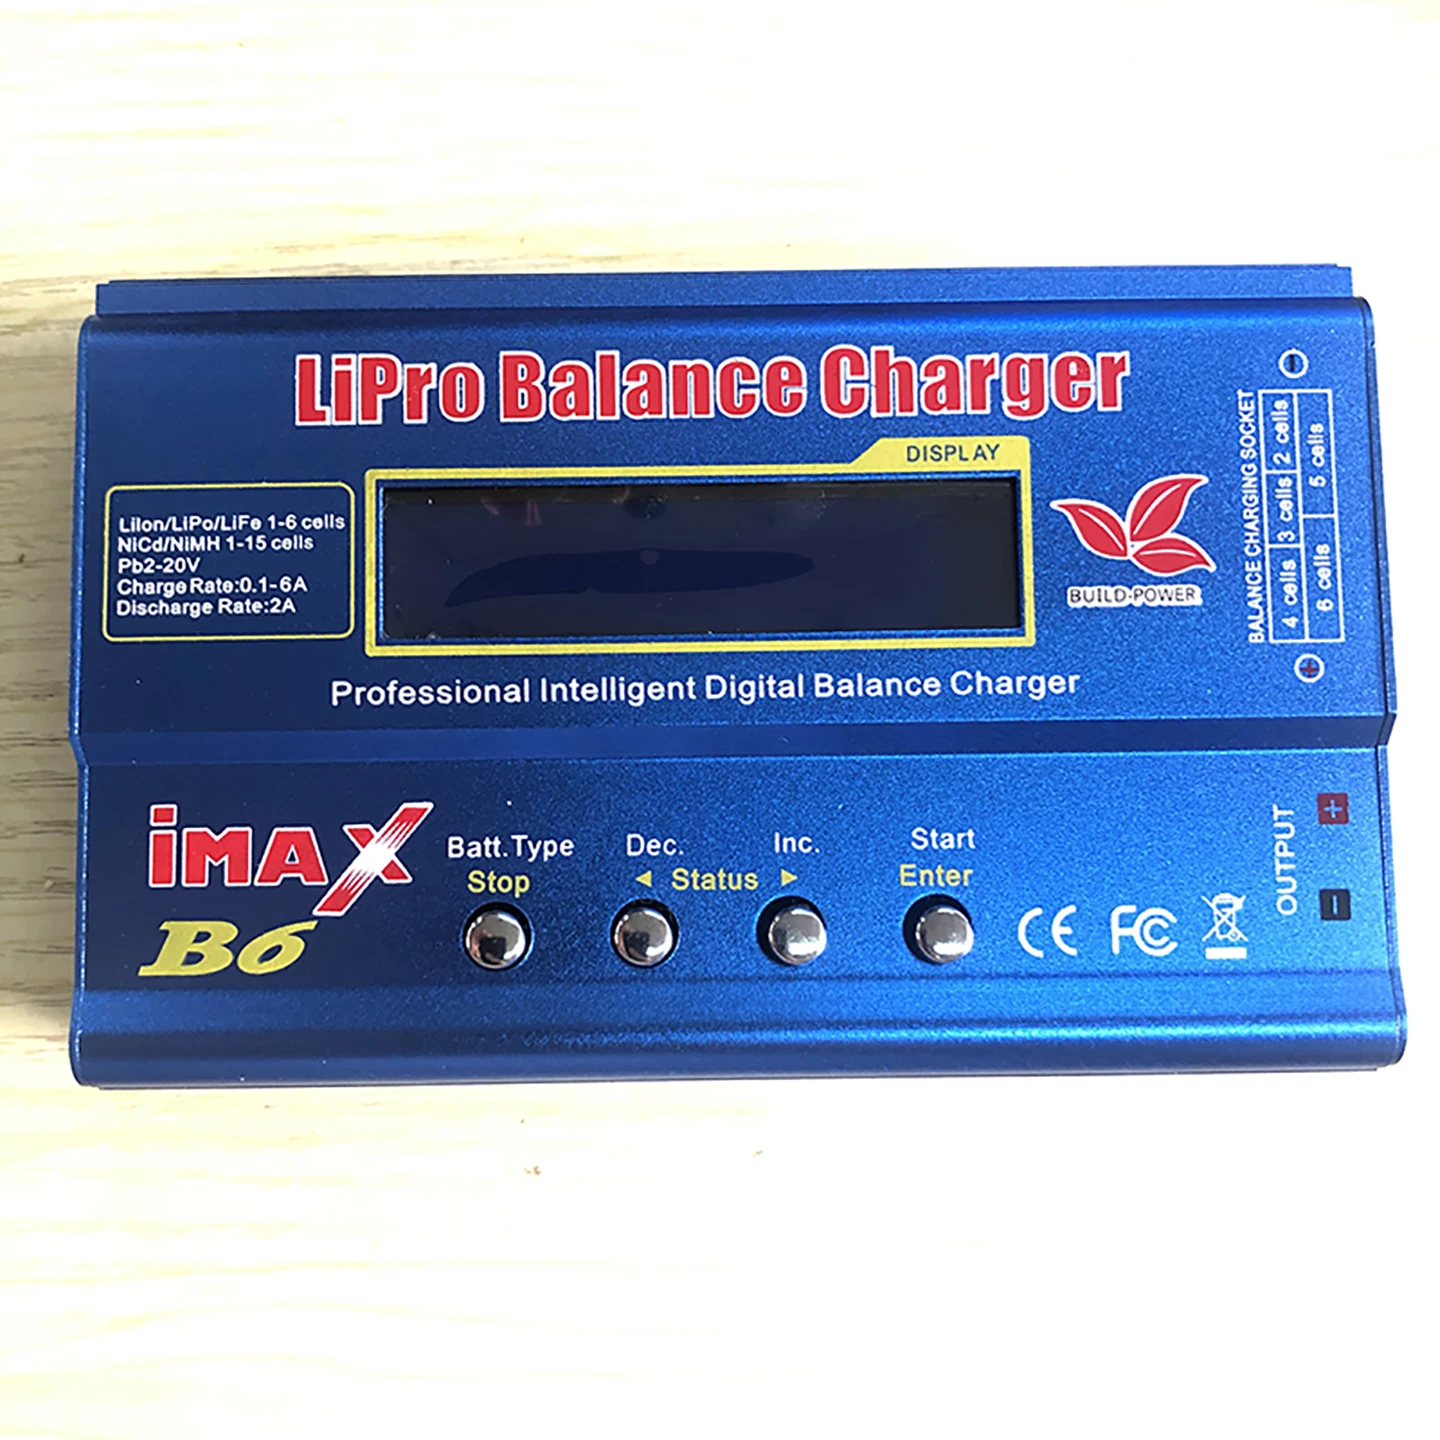 LiPro Balance Charger
DISPLAY
LiIon/LiPo/LiFe 1-6 cells
NiCd/NiMH 1-15 cells
Pb2-20V
Charge Rate:0.1-6A
Discharge Rate:2A
BUILD-POWER
BALANCE CHARGING SOCKET
4 cells 3 cells 2 cells
6 cells 5 cells
Professional Intelligent Digital Balance Charger
iMAX
B6
Batt.Type
Stop
Dec. Inc.
◄ Status ►
Start
Enter
CE FC
OUTPUT
+
-